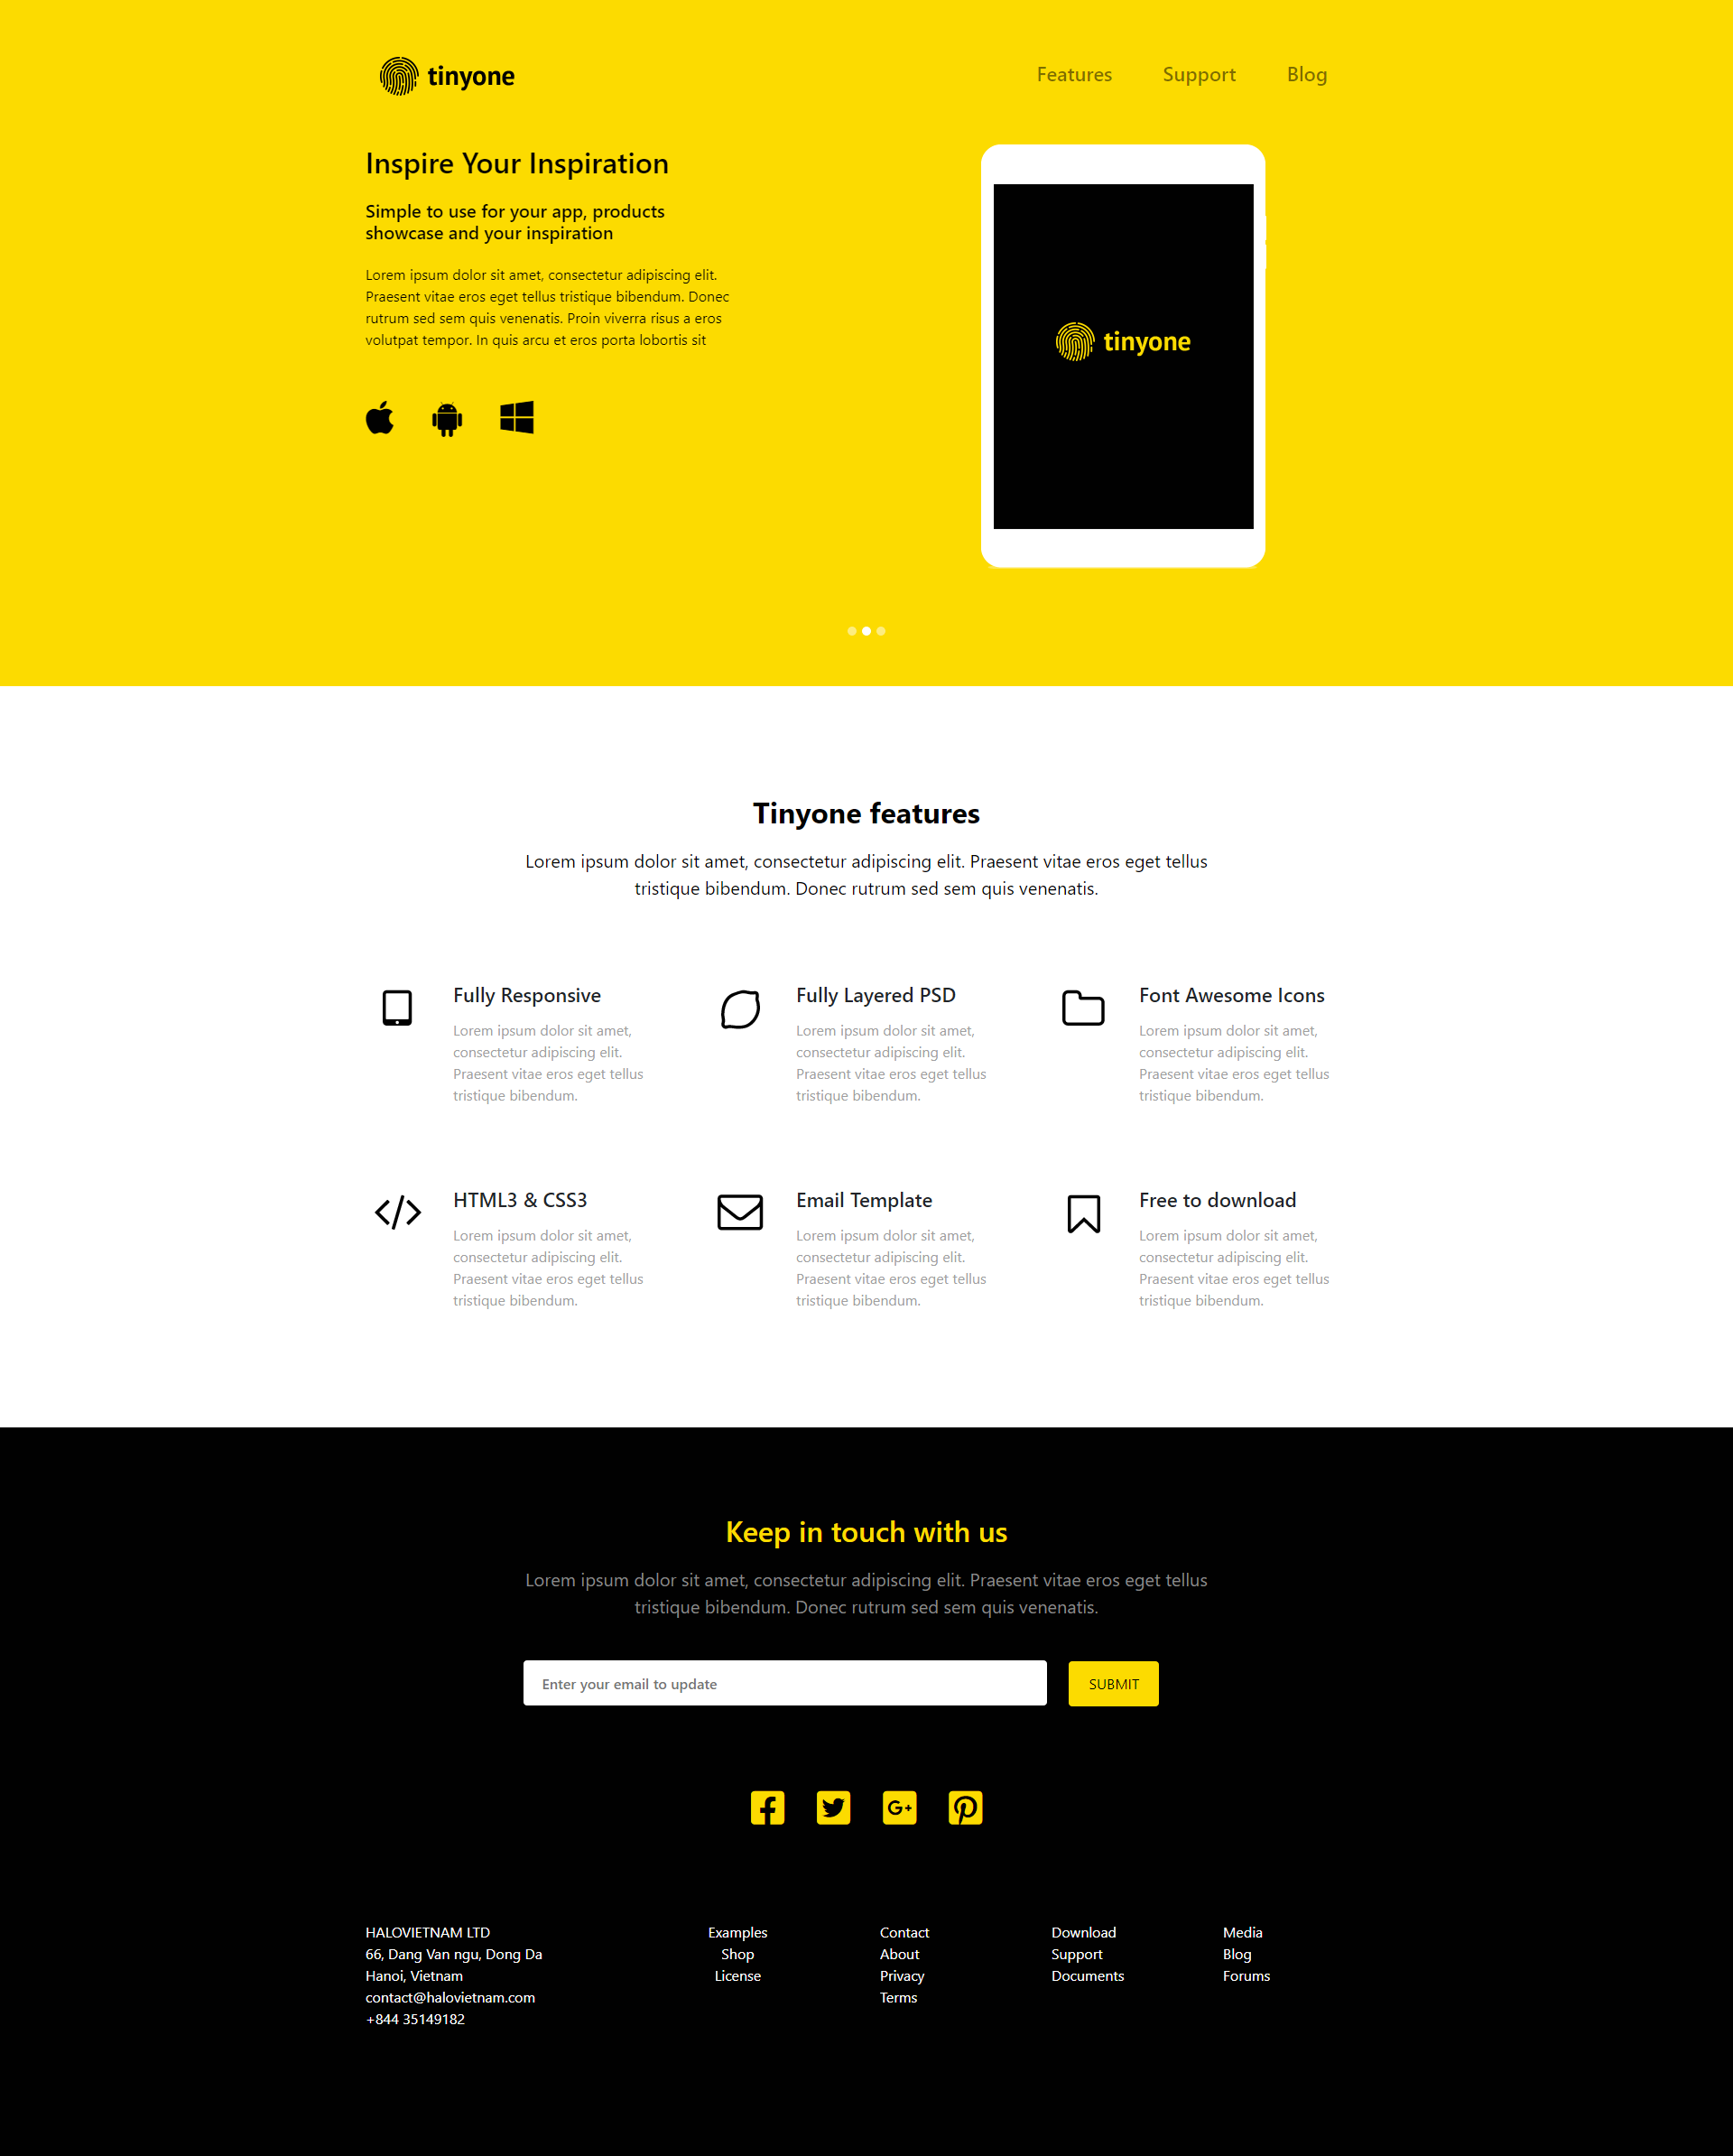 tinyone
Features Support Blog
Inspire Your Inspiration
Simple to use for your app, products
showcase and your inspiration
Lorem ipsum dolor sit amet, consectetur adipiscing elit.
Praesent vitae eros eget tellus tristique bibendum. Donec
rutrum sed sem quis venenatis. Proin viverra risus a eros
volutpat tempor. In quis arcu et eros porta lobortis sit
tinyone
Tinyone features
Lorem ipsum dolor sit amet, consectetur adipiscing elit. Praesent vitae eros eget tellus
tristique bibendum. Donec rutrum sed sem quis venenatis.
Fully Responsive
Lorem ipsum dolor sit amet,
consectetur adipiscing elit.
Praesent vitae eros eget tellus
tristique bibendum.
Fully Layered PSD
Lorem ipsum dolor sit amet,
consectetur adipiscing elit.
Praesent vitae eros eget tellus
tristique bibendum.
Font Awesome Icons
Lorem ipsum dolor sit amet,
consectetur adipiscing elit.
Praesent vitae eros eget tellus
tristique bibendum.
HTML3 & CSS3
Lorem ipsum dolor sit amet,
consectetur adipiscing elit.
Praesent vitae eros eget tellus
tristique bibendum.
Email Template
Lorem ipsum dolor sit amet,
consectetur adipiscing elit.
Praesent vitae eros eget tellus
tristique bibendum.
Free to download
Lorem ipsum dolor sit amet,
consectetur adipiscing elit.
Praesent vitae eros eget tellus
tristique bibendum.
Keep in touch with us
Lorem ipsum dolor sit amet, consectetur adipiscing elit. Praesent vitae eros eget tellus
tristique bibendum. Donec rutrum sed sem quis venenatis.
Enter your email to update
SUBMIT
HALOVIETNAM LTD
66, Dang Van ngu, Dong Da
Hanoi, Vietnam
contact@halovietnam.com
+844 35149182
Examples
Shop
License
Contact
About
Privacy
Terms
Download
Support
Documents
Media
Blog
Forums